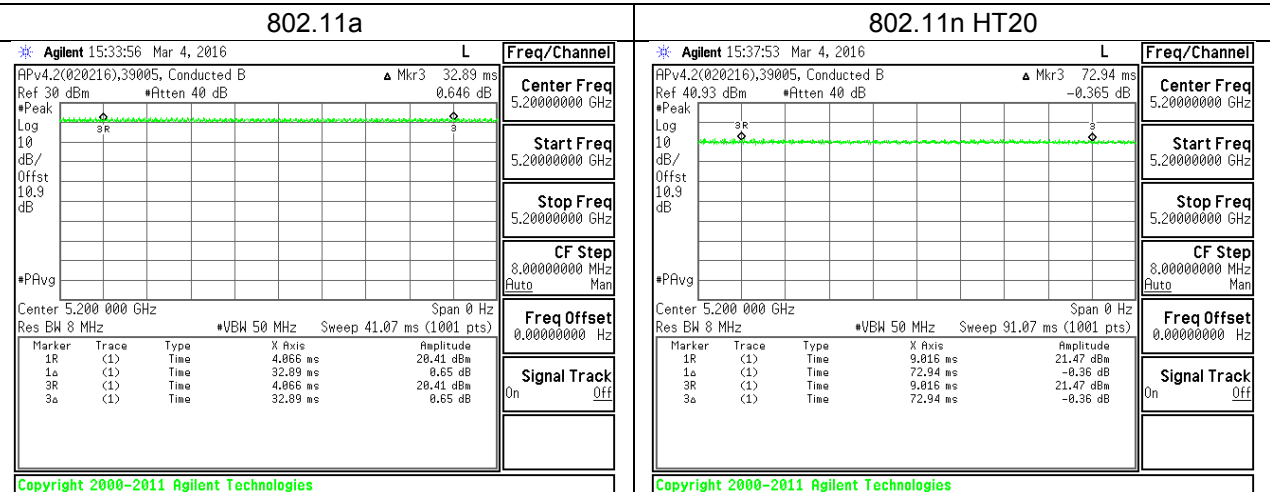 802.11a
Agilent 15:33:56 Mar 4, 2016 L
APv4.2(020216),39005, Conducted B ▵ Mkr3 32.89 ms
Ref 30 dBm #Atten 40 dB 0.646 dB
#Peak
Log
10
dB/
Offst
10.9
dB
#PAvg
3R
3
Center 5.200 000 GHz Span 0 Hz
Res BW 8 MHz #VBW 50 MHz Sweep 41.07 ms (1001 pts)
Marker Trace Type X Axis Amplitude
1R (1) Time 4.066 ms 20.41 dBm
1▵ (1) Time 32.89 ms 0.65 dB
3R (1) Time 4.066 ms 20.41 dBm
3▵ (1) Time 32.89 ms 0.65 dB
Freq/Channel
Center Freq
5.20000000 GHz
Start Freq
5.20000000 GHz
Stop Freq
5.20000000 GHz
CF Step
8.00000000 MHz
Auto Man
Freq Offset
0.00000000 Hz
Signal Track
On Off
Copyright 2000-2011 Agilent Technologies
802.11n HT20
Agilent 15:37:53 Mar 4, 2016 L
APv4.2(020216),39005, Conducted B ▵ Mkr3 72.94 ms
Ref 40.93 dBm #Atten 40 dB -0.365 dB
#Peak
Log
10
dB/
Offst
10.9
dB
#PAvg
3R
3
Center 5.200 000 GHz Span 0 Hz
Res BW 8 MHz #VBW 50 MHz Sweep 91.07 ms (1001 pts)
Marker Trace Type X Axis Amplitude
1R (1) Time 9.016 ms 21.47 dBm
1▵ (1) Time 72.94 ms -0.36 dB
3R (1) Time 9.016 ms 21.47 dBm
3▵ (1) Time 72.94 ms -0.36 dB
Freq/Channel
Center Freq
5.20000000 GHz
Start Freq
5.20000000 GHz
Stop Freq
5.20000000 GHz
CF Step
8.00000000 MHz
Auto Man
Freq Offset
0.00000000 Hz
Signal Track
On Off
Copyright 2000-2011 Agilent Technologies